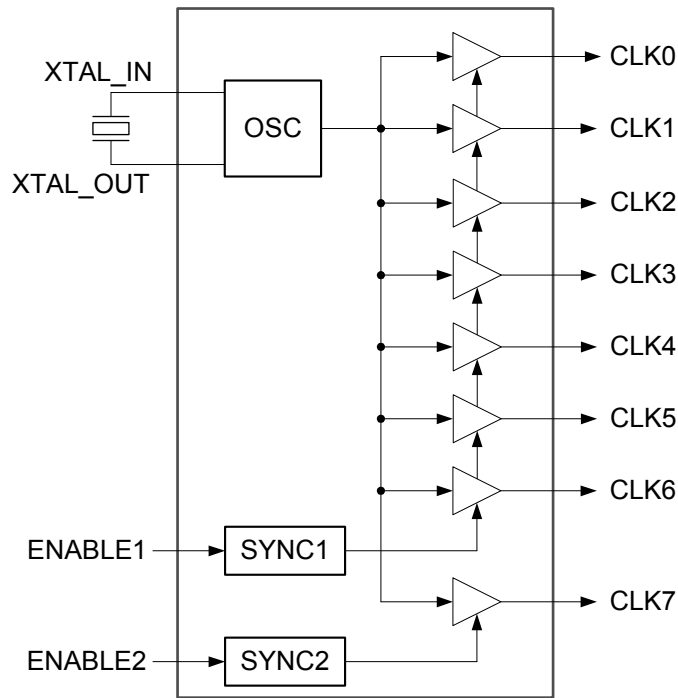 XTAL_IN
XTAL_OUT
OSC
CLK0
CLK1
CLK2
CLK3
CLK4
CLK5
CLK6
ENABLE1
SYNC1
CLK7
ENABLE2
SYNC2